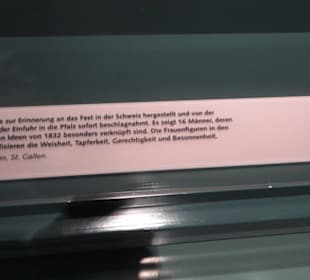 e zur Erinnerung an das Fest in der Schweiz hergestellt und von der
der Einfuhr in die Pfalz sofort beschlagnahmt. Es zeigt 16 Männer, deren
n Ideen von 1832 besonders verknüpft sind. Die Frauenfiguren in den
lisieren die Weisheit, Tapferkeit, Gerechtigkeit und Besonnenheit.
en, St. Gallen